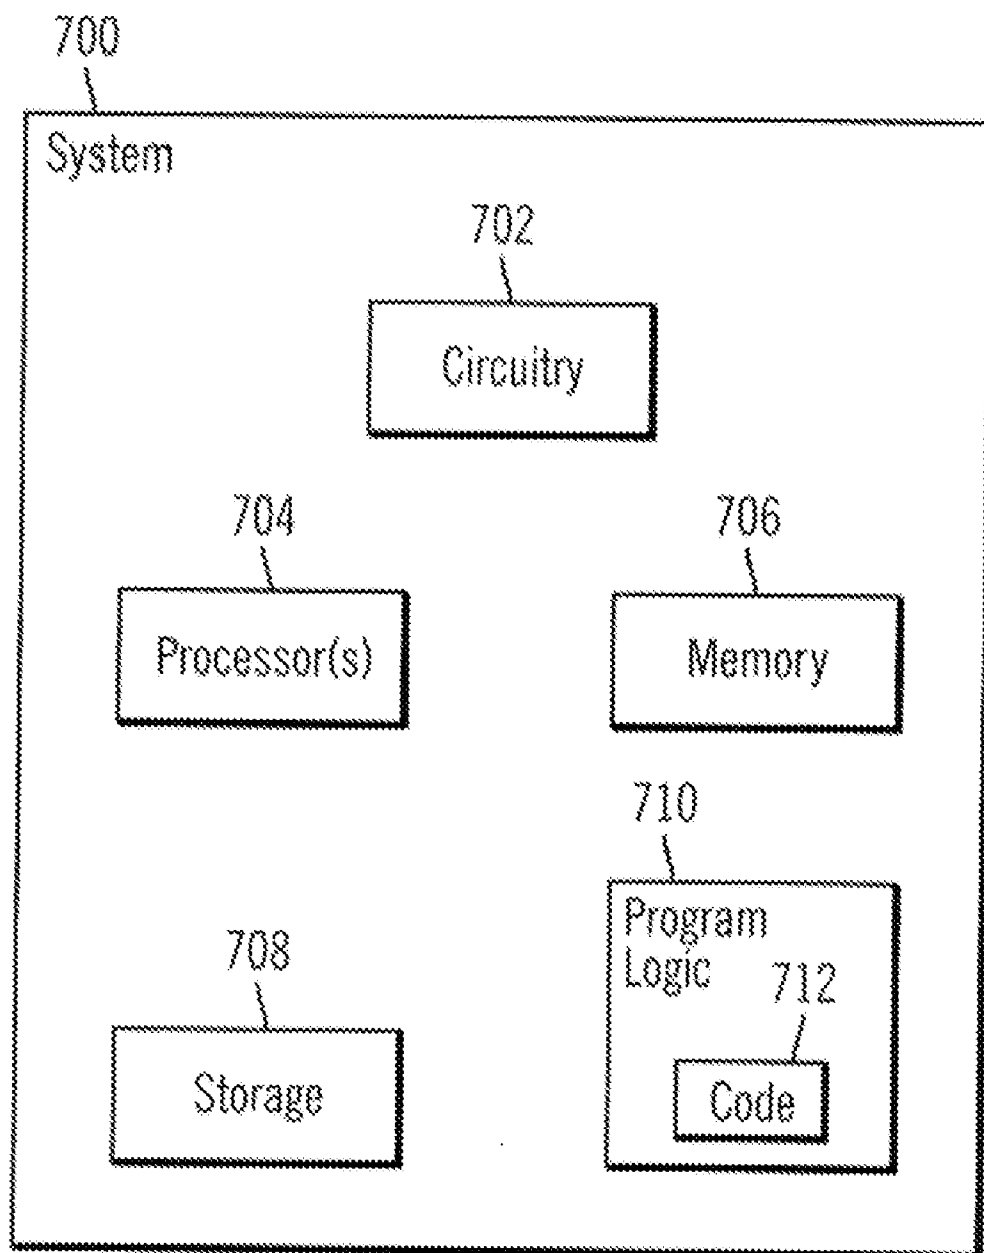 700
System
702
Circuitry
704
706
Processor(s)
Memory
710
Program
Logic
708
712
Storage
Code